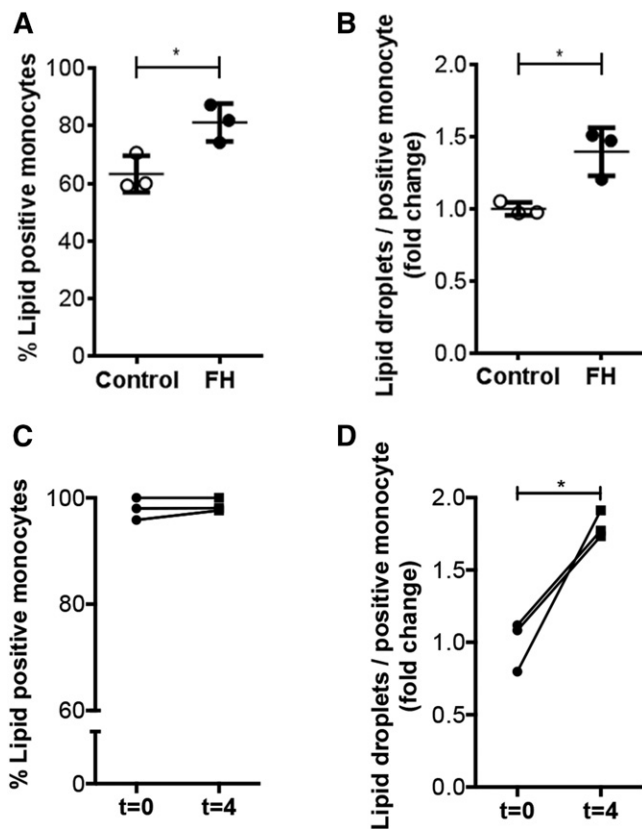 A
% Lipid positive monocytes
100
80
60
40
20
0
*
Control
FH
B
Lipid droplets / positive monocyte
(fold change)
2.0
1.5
1.0
0.5
0.0
*
Control
FH
C
% Lipid positive monocytes
100
80
60
0
t=0
t=4
D
Lipid droplets / positive monocyte
(fold change)
2.0
1.5
1.0
0.5
0.0
*
t=0
t=4